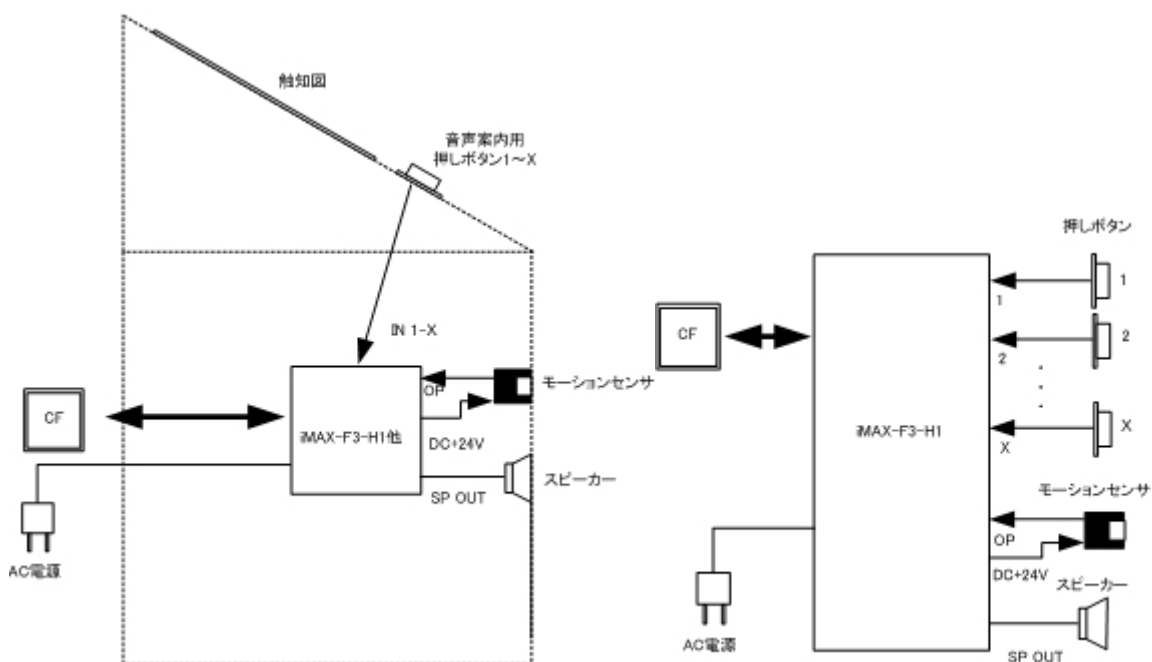 触知図
音声案内用
押しボタン1～X
IN 1-X
CF
iMAX-F3-H1他
OP
モーションセンサ
DC+24V
SP OUT
スピーカー
AC電源
押しボタン
1
1
CF
2
2
iMAX-F3-H1
X
X
モーションセンサ
OP
DC+24V
スピーカー
AC電源
SP OUT